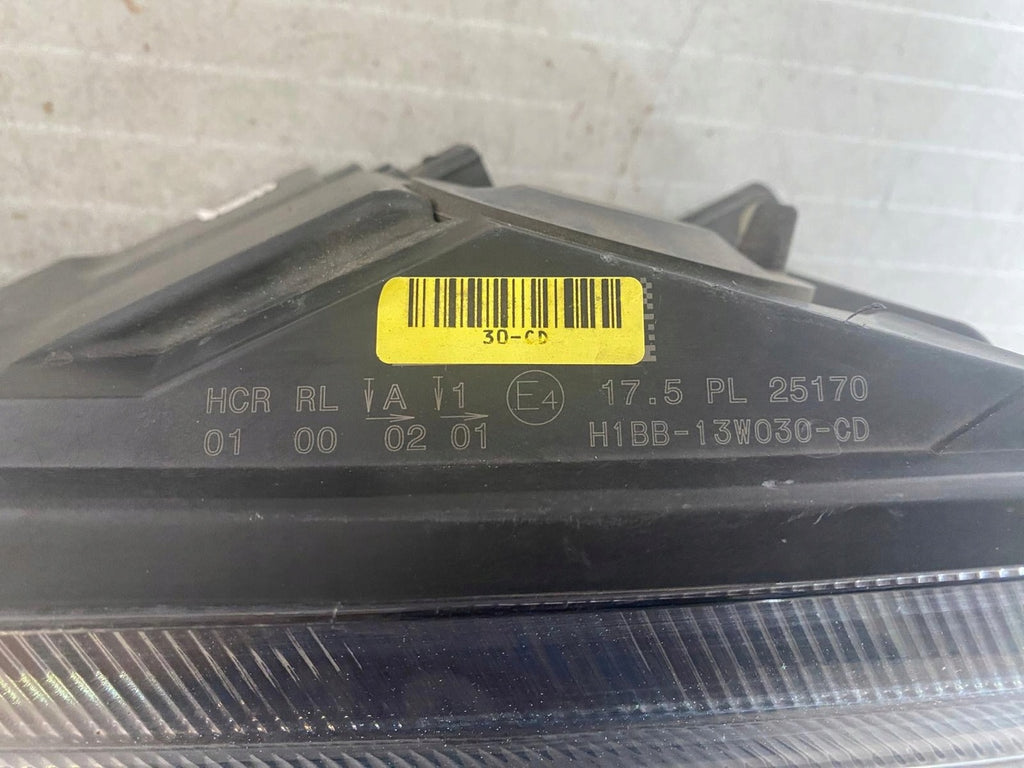 30-CD
HCR RL A 1 E4 17.5 PL 25170
01 00 02 01 H1BB-13W030-CD